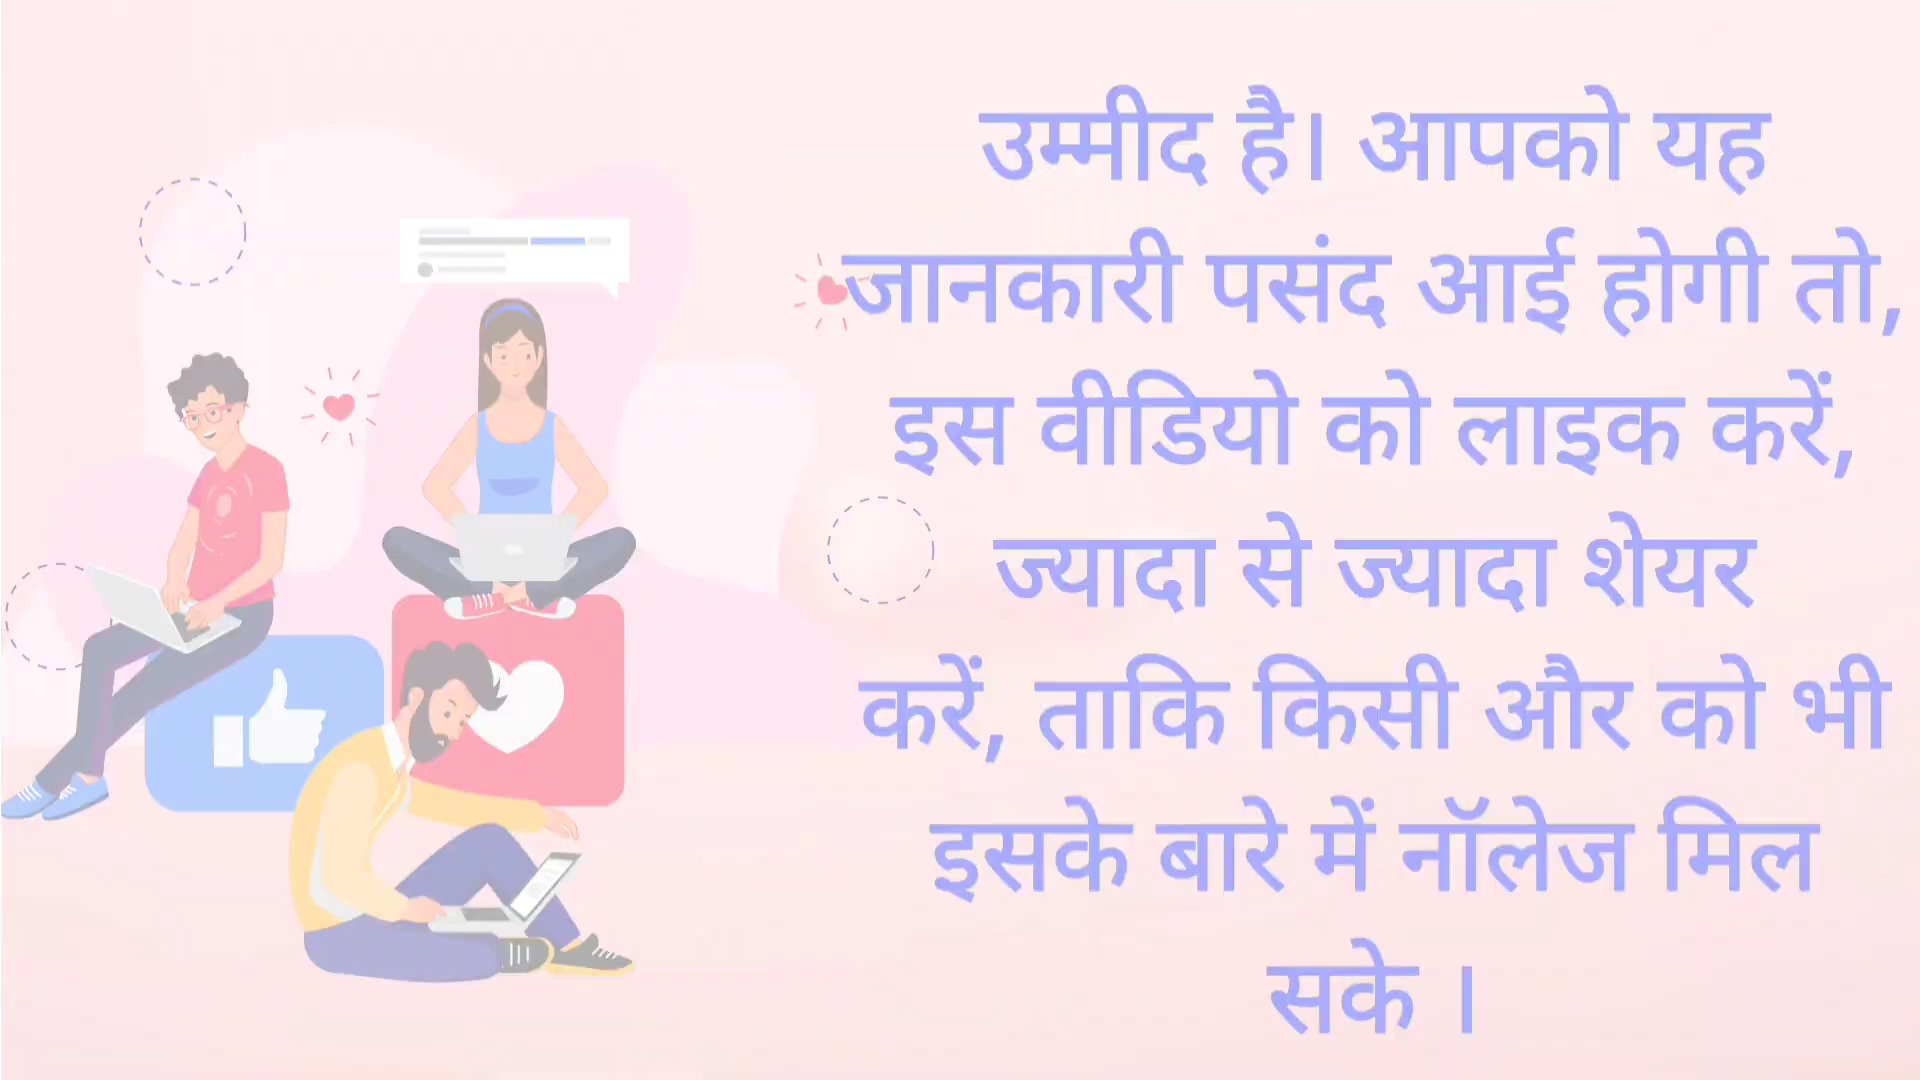 उम्मीद है। आपको यह
जानकारी पसंद आई होगी तो,
इस वीडियो को लाइक करें,
ज्यादा से ज्यादा शेयर
करें, ताकि किसी और को भी
इसके बारे में नॉलेज मिल
सके ।